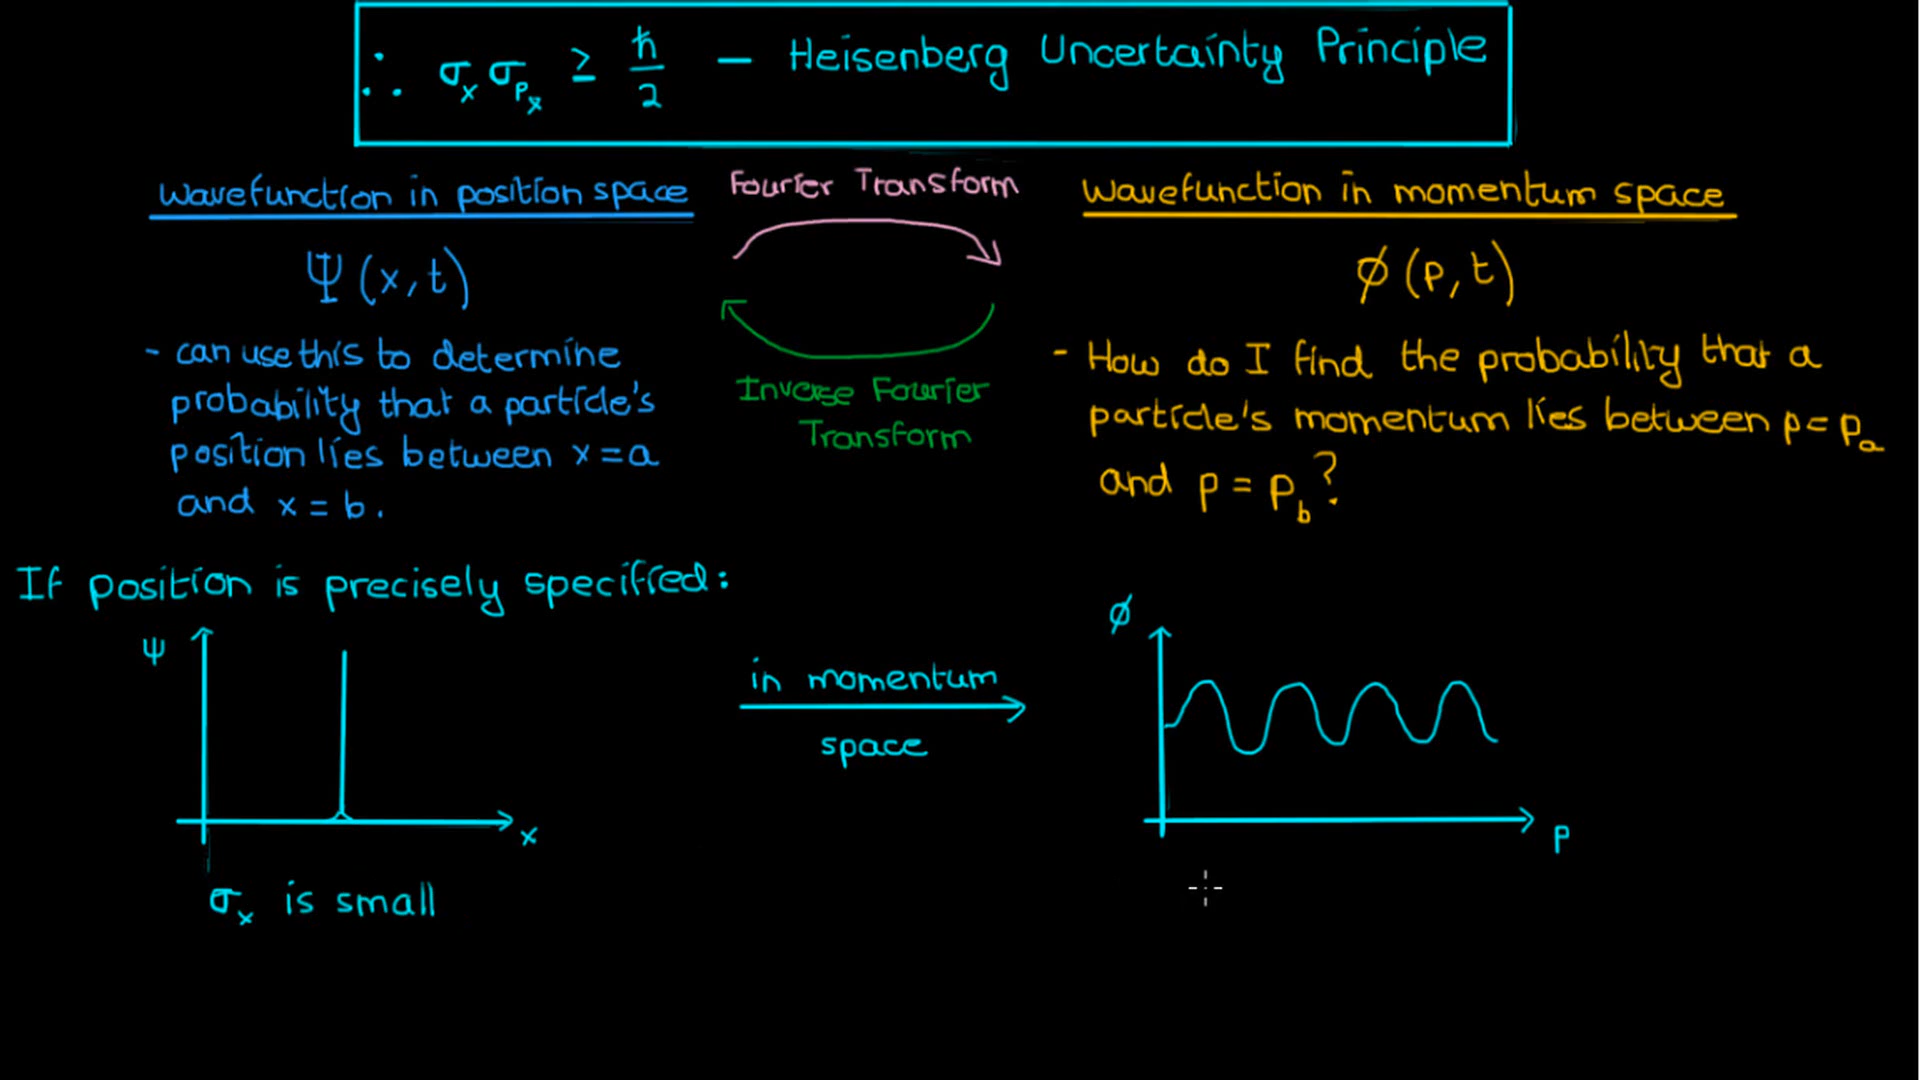 ∴ σx σpx ≥ ħ/2 — Heisenberg Uncertainty Principle
Wavefunction in position space
Ψ(x,t)
- can use this to determine
probability that a particle's
position lies between x=a
and x=b.
Fourier Transform
Inverse Fourier
Transform
Wavefunction in momentum space
ϕ(p,t)
- How do I find the probability that a
particle's momentum lies between p=pa
and p=pb?
If position is precisely specified:
Ψ
x
σx is small
in momentum
space
ϕ
p